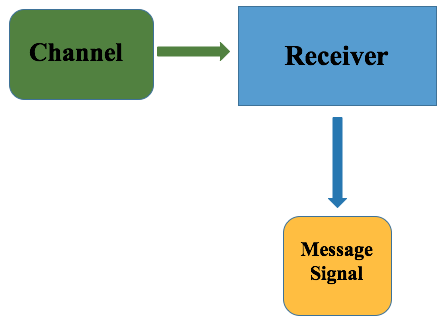 Channel
Receiver
Message
Signal